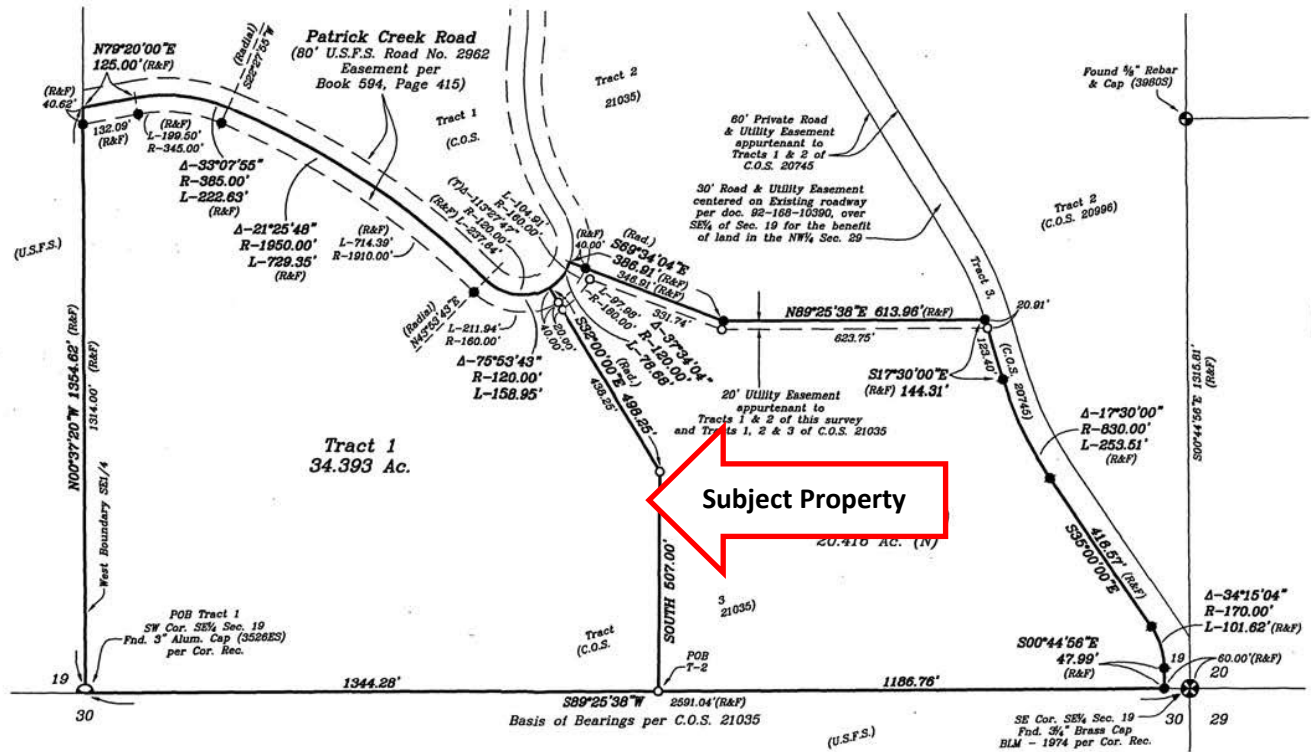 N79°20'00"E
125.00' (R&F)
(R&F)
40.62'
132.09'
(R&F)
(R&F)
L-199.50'
R-345.00'
(Radial)
S22°27'55"W
Patrick Creek Road
(80' U.S.F.S. Road No. 2962
Easement per
Book 594, Page 415)
Tract 1
(C.O.S.
Tract 2
21035)
Δ-33°07'55"
R-385.00'
L-222.63'
(R&F)
Δ-21°25'48"
R-1950.00'
L-729.35'
(R&F)
(R&F)
L-714.39'
R-1910.00'
L-104.91'
R-160.00'
(T)Δ-113°27'47"
R-120.00'
(R&F) L-237.64'
60' Private Road
& Utility Easement
appurtenant to
Tracts 1 & 2 of
C.O.S. 20745
30' Road & Utility Easement
centered on Existing roadway
per doc. 92-168-10390, over
SE¼ of Sec. 19 for the benefit
of land in the NW¼ Sec. 29
Found ⅝" Rebar
& Cap (3980S)
Tract 2
(C.O.S. 20996)
Tract 3,
(C.O.S. 20745)
(U.S.F.S.)
(R&F)
40.00'
(Rad.)
S69°34'04"E
386.91' (R&F)
346.91' (R&F)
331.74'
L-97.98'
R-160.00'
Δ-37°34'04"
R-120.00'
L-78.68'
(Rad.)
N89°25'38"E 613.96' (R&F)
623.75'
20.91'
123.40'
S17°30'00"E
(R&F) 144.31'
(Radial)
N43°53'43"E
L-211.94'
R-160.00'
Δ-75°53'43"
R-120.00'
L-158.95'
20.00'
40.00'
S32°00'00"E 498.25'
438.25'
20' Utility Easement
appurtenant to
Tracts 1 & 2 of this survey
and Tracts 1, 2 & 3 of C.O.S. 21035
Δ-17°30'00"
R-830.00'
L-253.51'
(R&F)
S00°44'56"E 1315.81'
(R&F)
N00°37'20"W 1354.62' (R&F)
1314.00' (R&F)
West Boundary SE1/4
Tract 1
34.393 Ac.
Subject Property
20.416 Ac. (N)
418.57' (R&F)
S35°00'00"E
SOUTH 507.00'
3
21035)
Tract
(C.O.S.
Δ-34°15'04"
R-170.00'
L-101.62' (R&F)
POB Tract 1
SW Cor. SE¼ Sec. 19
Fnd. 3" Alum. Cap (3526ES)
per Cor. Rec.
POB
T-2
S00°44'56"E
47.99'
(R&F)
60.00'(R&F)
19
30
1344.28'
S89°25'38"W
2591.04'(R&F)
1186.76'
19
20
30
29
Basis of Bearings per C.O.S. 21035
(U.S.F.S.)
SE Cor. SE¼ Sec. 19
Fnd. 3¼" Brass Cap
BLM - 1974 per Cor. Rec.